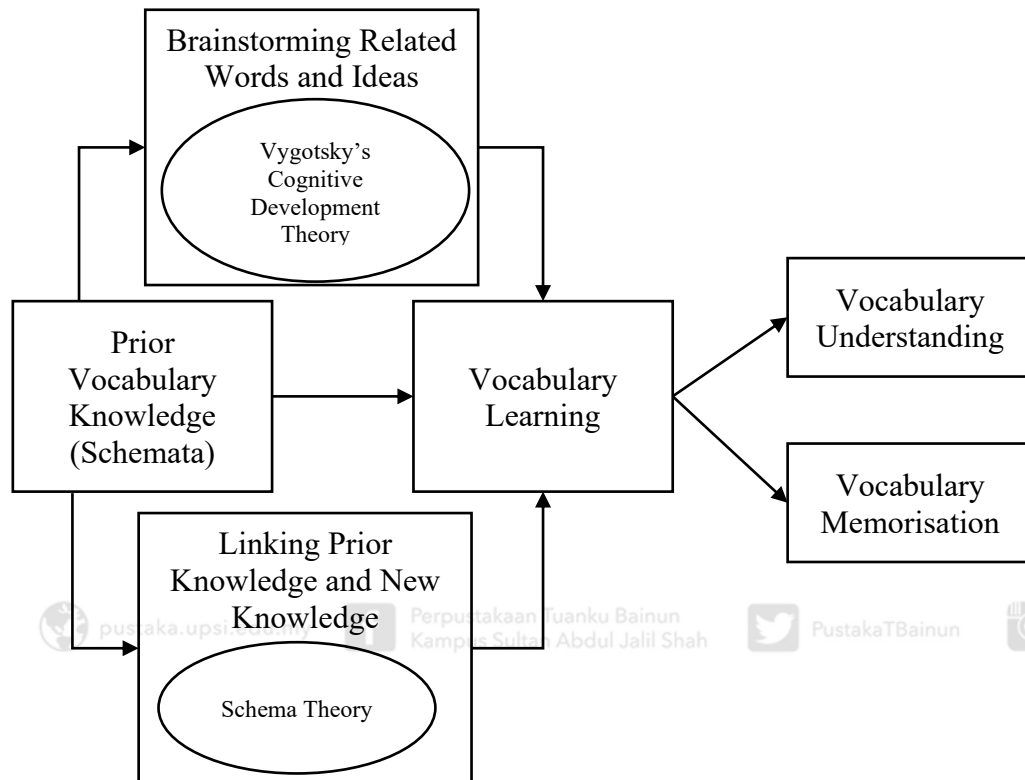 Brainstorming Related
Words and Ideas
Vygotsky’s
Cognitive
Development
Theory
Prior
Vocabulary
Knowledge
(Schemata)
Vocabulary
Learning
Vocabulary
Understanding
Vocabulary
Memorisation
Linking Prior
Knowledge and New
Knowledge
Schema Theory
pustaka.upsi.edu.my
Perpustakaan Tuanku Bainun
Kampus Sultan Abdul Jalil Shah
PustakaTBainun